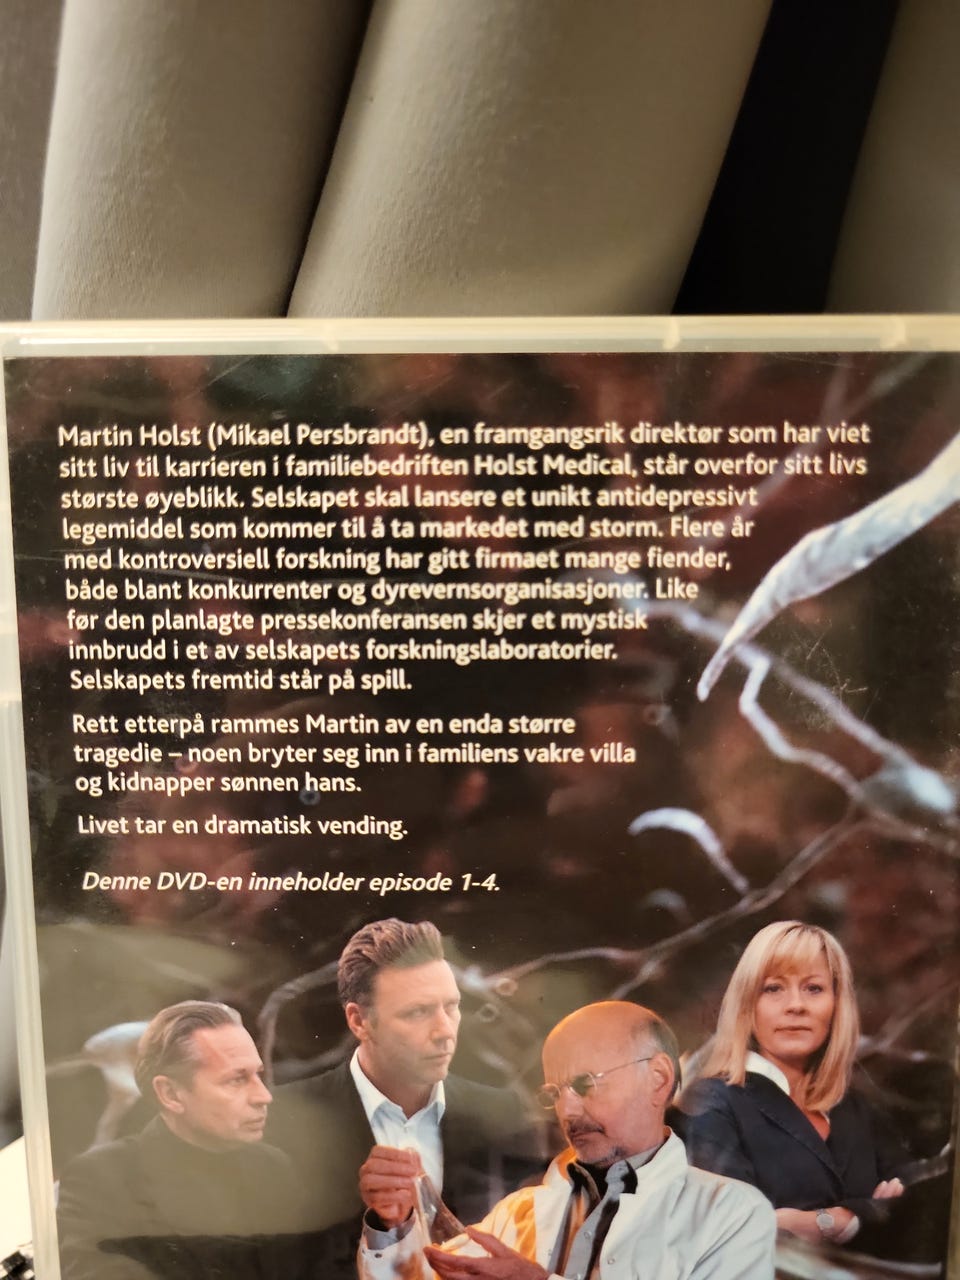 Martin Holst (Mikael Persbrandt), en framgangsrik direktør som har viet
sitt liv til karrieren i familiebedriften Holst Medical, står overfor sitt livs
største øyeblikk. Selskapet skal lansere et unikt antidepressivt
legemiddel som kommer til å ta markedet med storm. Flere år
med kontroversiell forskning har gitt firmaet mange fiender,
både blant konkurrenter og dyrevernsorganisasjoner. Like
før den planlagte pressekonferansen skjer et mystisk
innbrudd i et av selskapets forskningslaboratorier.
Selskapets fremtid står på spill.
Rett etterpå rammes Martin av en enda større
tragedie – noen bryter seg inn i familiens vakre villa
og kidnapper sønnen hans.
Livet tar en dramatisk vending.
Denne DVD-en inneholder episode 1-4.